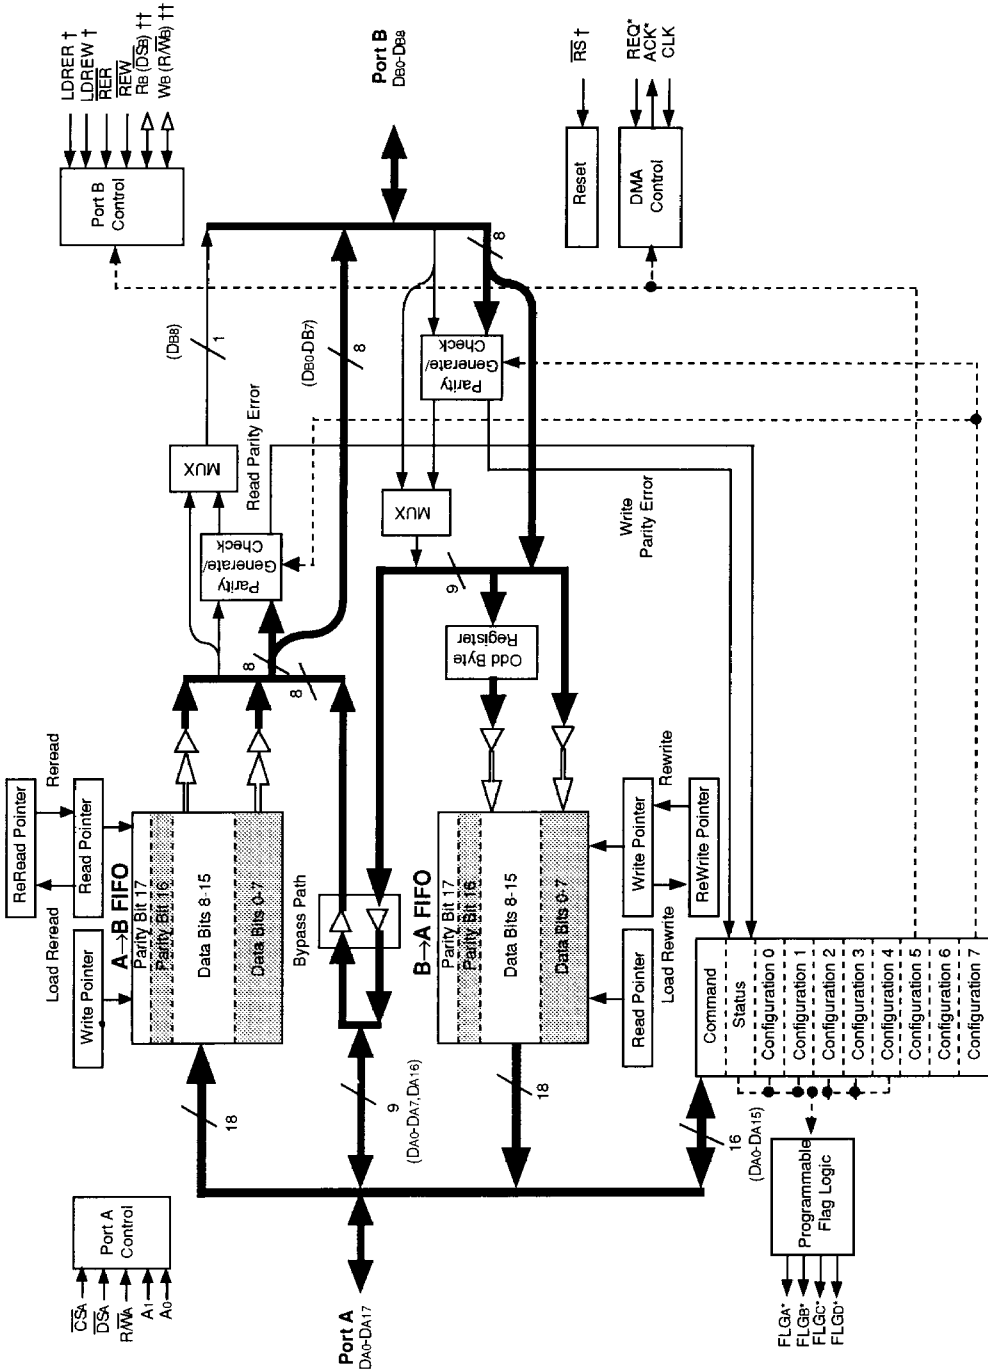 LDRER †
LDREW †
RER
REW
RB (DSB) ††
WB (R/WB) ††
Port B
Control
Port B
DB0-DB8
RS †
Reset
REQ*
ACK*
CLK
DMA
Control
(DB8)
1
(DB0-DB7)
8
8
MUX
Parity
Generate/
Check
Read Parity Error
Parity
Generate/
Check
MUX
Write
Parity Error
8
8
9
Odd Byte
Register
ReRead Pointer
Reread
Read Pointer
Load Reread
Write Pointer
A→B FIFO
Parity Bit 17
Parity Bit 16
Data Bits 8-15
Data Bits 0-7
Bypass Path
B→A FIFO
Parity Bit 17
Parity Bit 16
Data Bits 8-15
Data Bits 0-7
Write Pointer
Rewrite
ReWrite Pointer
Load Rewrite
Read Pointer
Command
Status
Configuration 0
Configuration 1
Configuration 2
Configuration 3
Configuration 4
Configuration 5
Configuration 6
Configuration 7
18
9
(DA0-DA7,DA16)
18
16
(DA0-DA15)
Port A
Control
CSA
DSA
R/WA
A1
A0
Port A
DA0-DA17
Programmable
Flag Logic
FLGA*
FLGB*
FLGC*
FLGD*